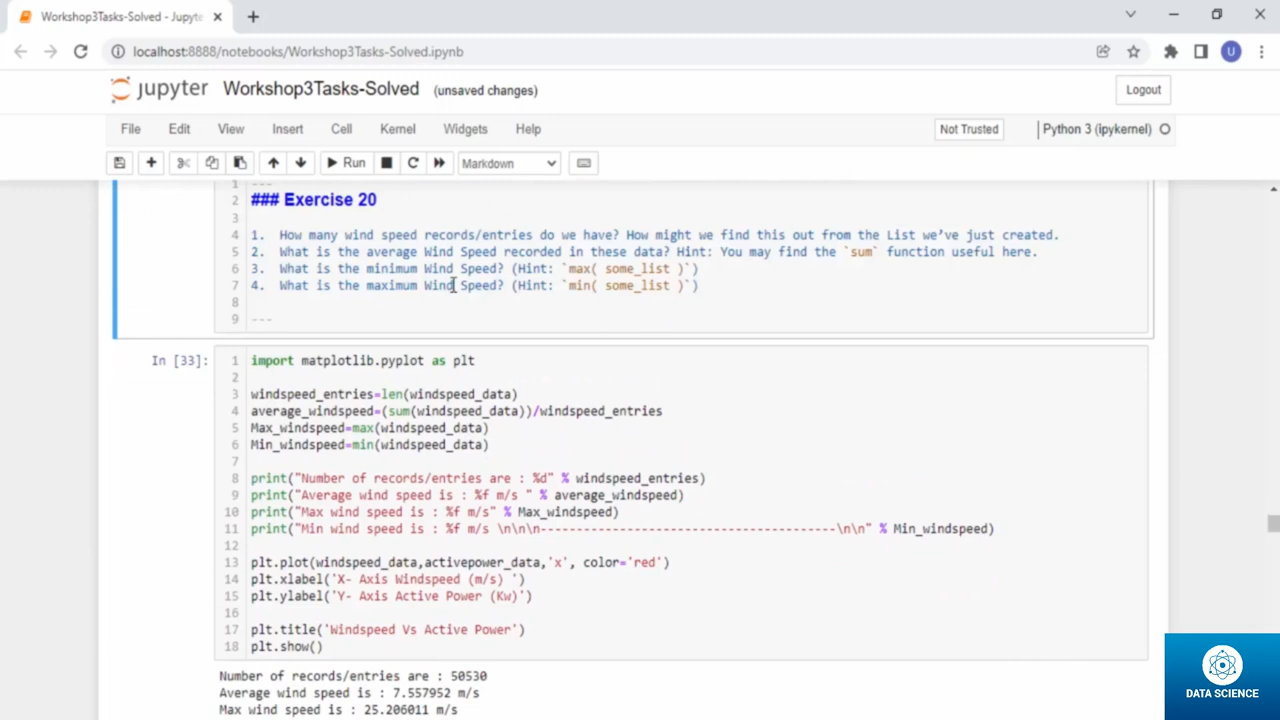 Workshop3Tasks-Solved - Jupyte
localhost:8888/notebooks/Workshop3Tasks-Solved.ipynb
U
jupyter Workshop3Tasks-Solved (unsaved changes)
Logout
File Edit View Insert Cell Kernel Widgets Help
Not Trusted
Python 3 (ipykernel)
Run
Markdown
1 ---
2 ### Exercise 20
3
4 1. How many wind speed records/entries do we have? How might we find this out from the List we've just created.
5 2. What is the average Wind Speed recorded in these data? Hint: You may find the `sum` function useful here.
6 3. What is the minimum Wind Speed? (Hint: `max( some_list )`)
7 4. What is the maximum Wind Speed? (Hint: `min( some_list )`)
8
9 ---
In [33]:
1 import matplotlib.pyplot as plt
2
3 windspeed_entries=len(windspeed_data)
4 average_windspeed=(sum(windspeed_data))/windspeed_entries
5 Max_windspeed=max(windspeed_data)
6 Min_windspeed=min(windspeed_data)
7
8 print("Number of records/entries are : %d" % windspeed_entries)
9 print("Average wind speed is : %f m/s " % average_windspeed)
10 print("Max wind speed is : %f m/s" % Max_windspeed)
11 print("Min wind speed is : %f m/s \n\n\n-----------------------------------------\n\n" % Min_windspeed)
12
13 plt.plot(windspeed_data,activepower_data,'x', color='red')
14 plt.xlabel('X- Axis Windspeed (m/s) ')
15 plt.ylabel('Y- Axis Active Power (Kw)')
16
17 plt.title('Windspeed Vs Active Power')
18 plt.show()
Number of records/entries are : 50530
Average wind speed is : 7.557952 m/s
Max wind speed is : 25.206011 m/s
DATA SCIENCE